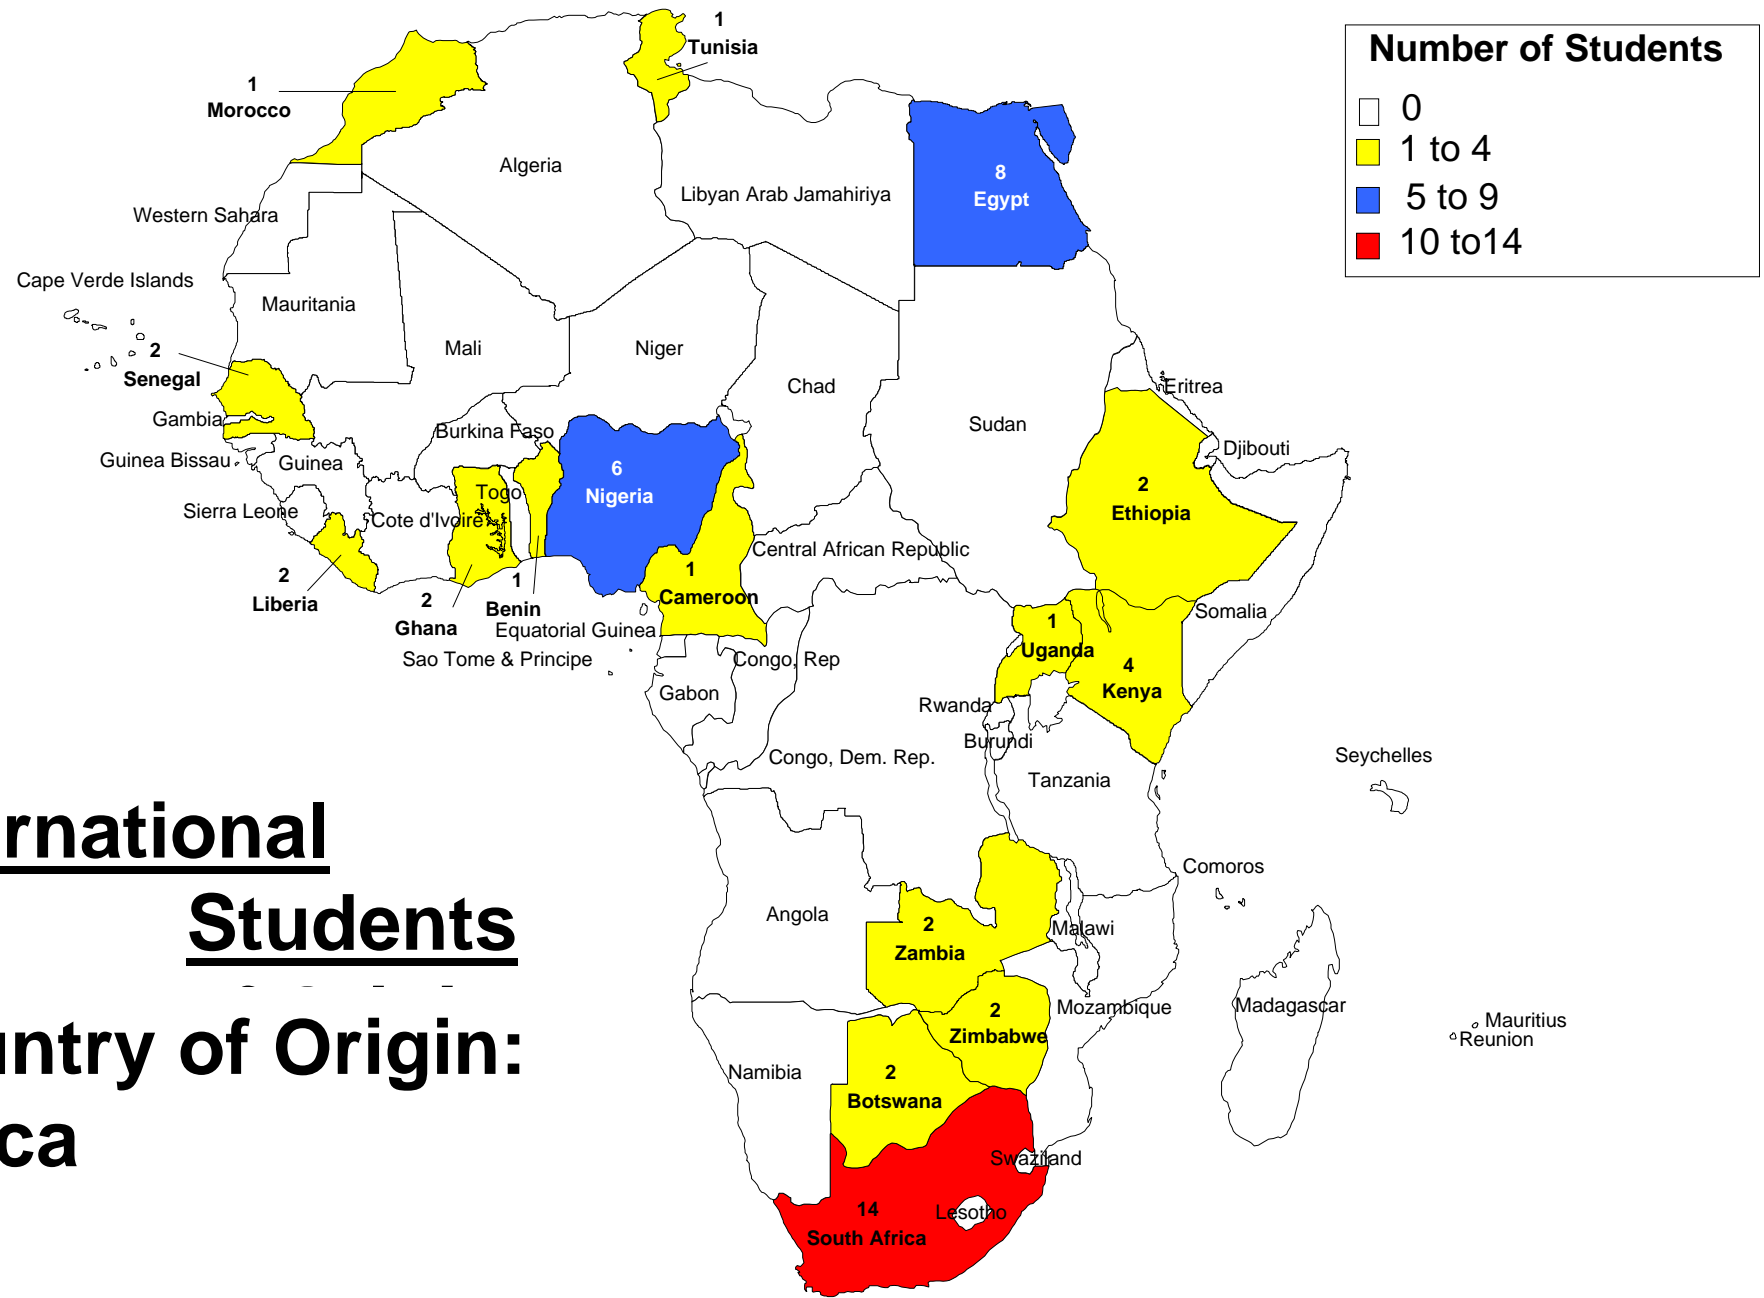 1
Tunisia
1
Morocco
Number of Students
0
1 to 4
5 to 9
10 to14
Algeria
Libyan Arab Jamahiriya
8
Egypt
Western Sahara
Cape Verde Islands
Mauritania
Mali
Niger
Chad
Sudan
Eritrea
2
Senegal
Gambia
Burkina Faso
Djibouti
Guinea Bissau
Guinea
6
Nigeria
2
Ethiopia
Togo
Sierra Leone
Cote d'Ivoire
Central African Republic
2
Liberia
2
Ghana
1
Benin
1
Cameroon
Equatorial Guinea
Somalia
1
Uganda
Sao Tome & Principe
Congo, Rep
4
Kenya
Gabon
Rwanda
Burundi
Congo, Dem. Rep.
Tanzania
Seychelles
rnational
Students
Comoros
Angola
2
Zambia
Malawi
Mozambique
Madagascar
Mauritius
Reunion
2
Zimbabwe
untry of Origin:
Namibia
2
Botswana
ca
Swaziland
14
South Africa
Lesotho